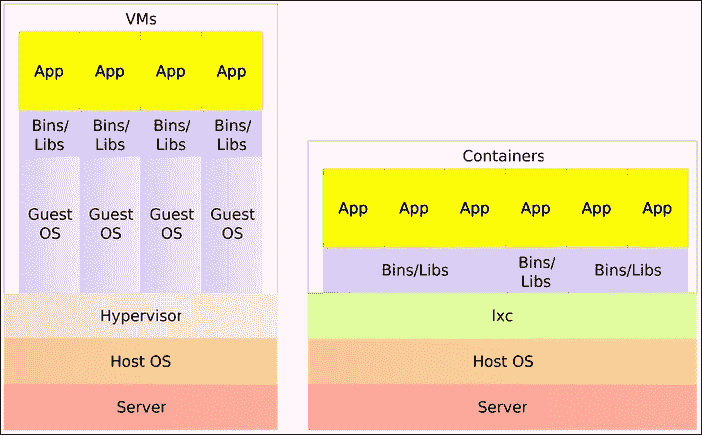 VMs
App App App App
Bins/ Bins/ Bins/ Bins/
Libs Libs Libs Libs
Guest Guest Guest Guest
OS OS OS OS
Hypervisor
Host OS
Server
Containers
App App App App App App
Bins/Libs Bins/ Bins/Libs
Libs
lxc
Host OS
Server